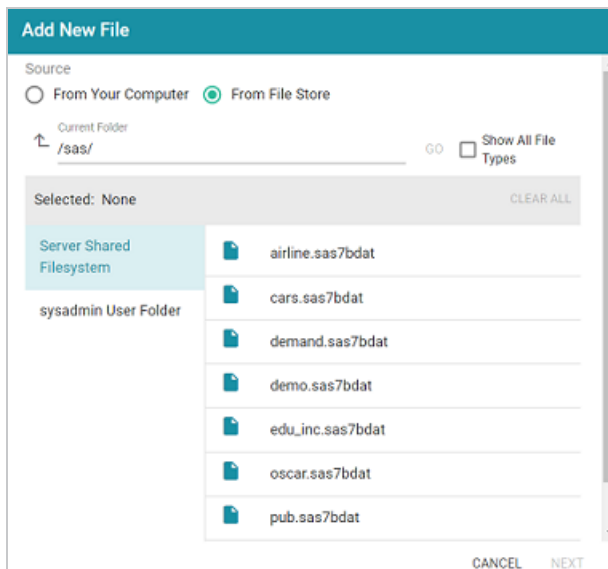 Add New File
Source
From Your Computer From File Store
Current Folder
/sas/
GO
Show All File
Types
Selected: None
CLEAR ALL
Server Shared
Filesystem
sysadmin User Folder
airline.sas7bdat
cars.sas7bdat
demand.sas7bdat
demo.sas7bdat
edu_inc.sas7bdat
oscar.sas7bdat
pub.sas7bdat
CANCEL NEXT